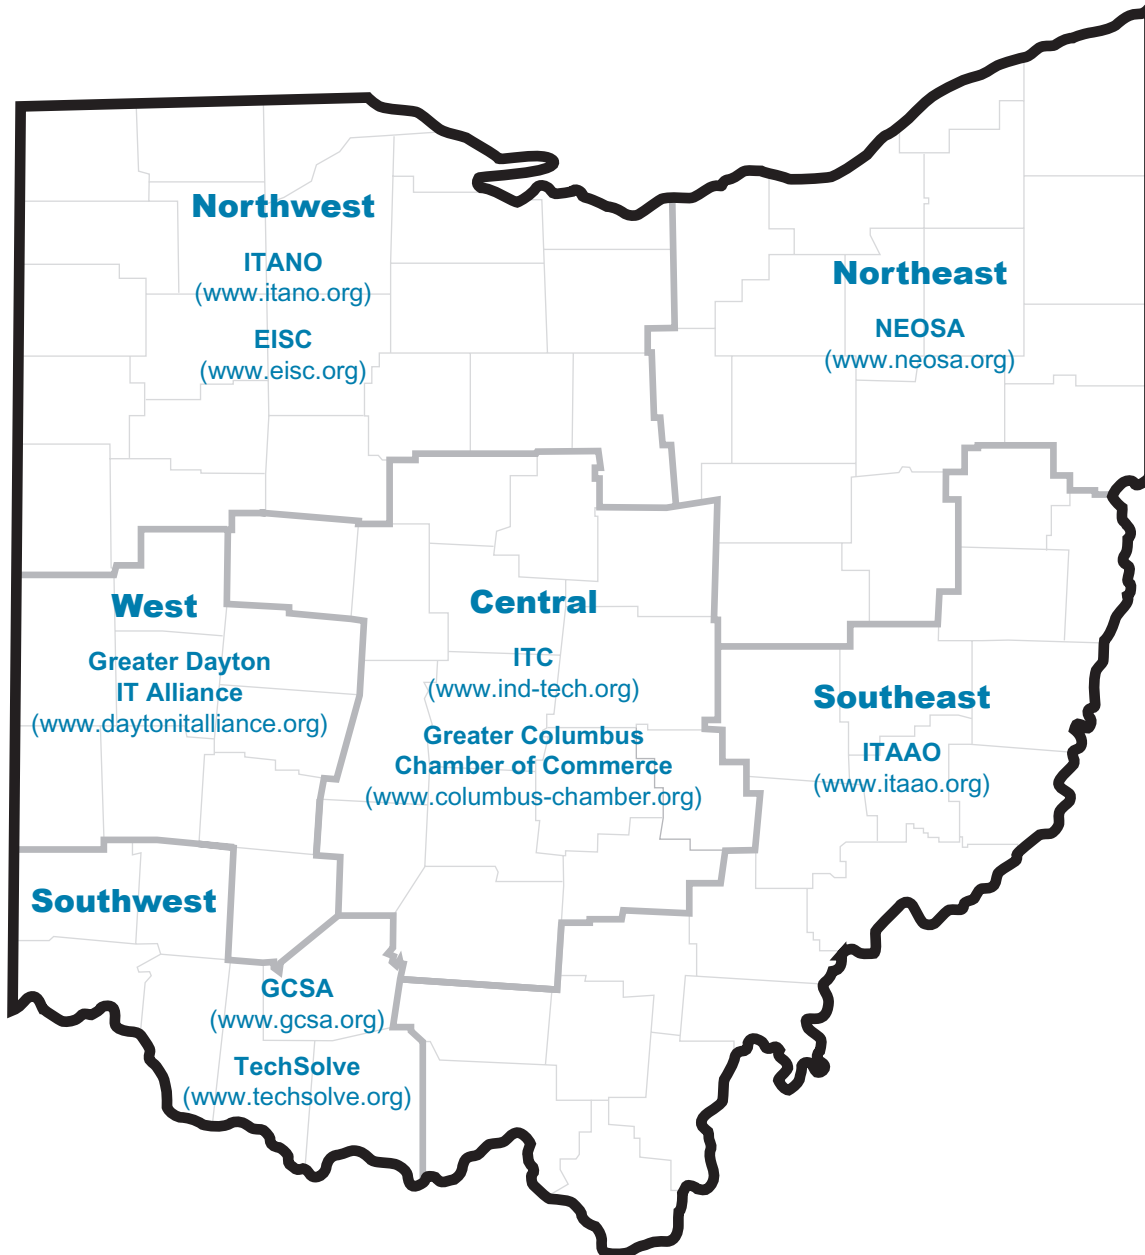 Northwest
ITANO
(www.itano.org)
EISC
(www.eisc.org)
Northeast
NEOSA
(www.neosa.org)
West
Greater Dayton
IT Alliance
(www.daytonitalliance.org)
Central
ITC
(www.ind-tech.org)
Greater Columbus
Chamber of Commerce
(www.columbus-chamber.org)
Southeast
ITAAO
(www.itaao.org)
Southwest
GCSA
(www.gcsa.org)
TechSolve
(www.techsolve.org)